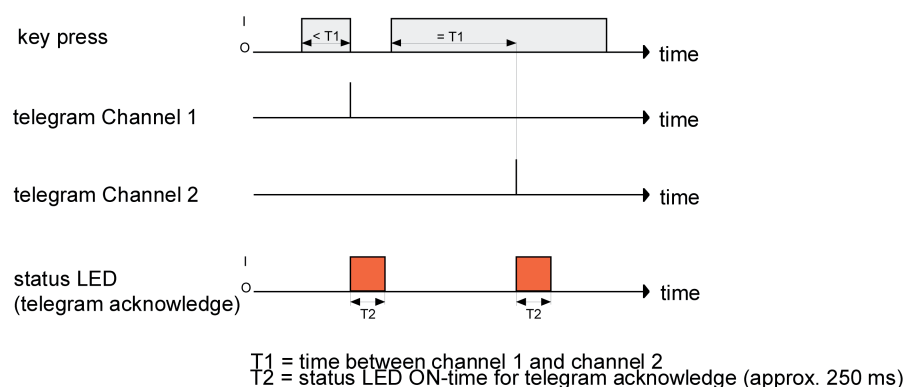 I
key press
< T1
= T1
O
time
telegram Channel 1
time
telegram Channel 2
time
I
status LED
O
time
(telegram acknowledge)
T2
T2
T1 = time between channel 1 and channel 2
T2 = status LED ON-time for telegram acknowledge (approx. 250 ms)